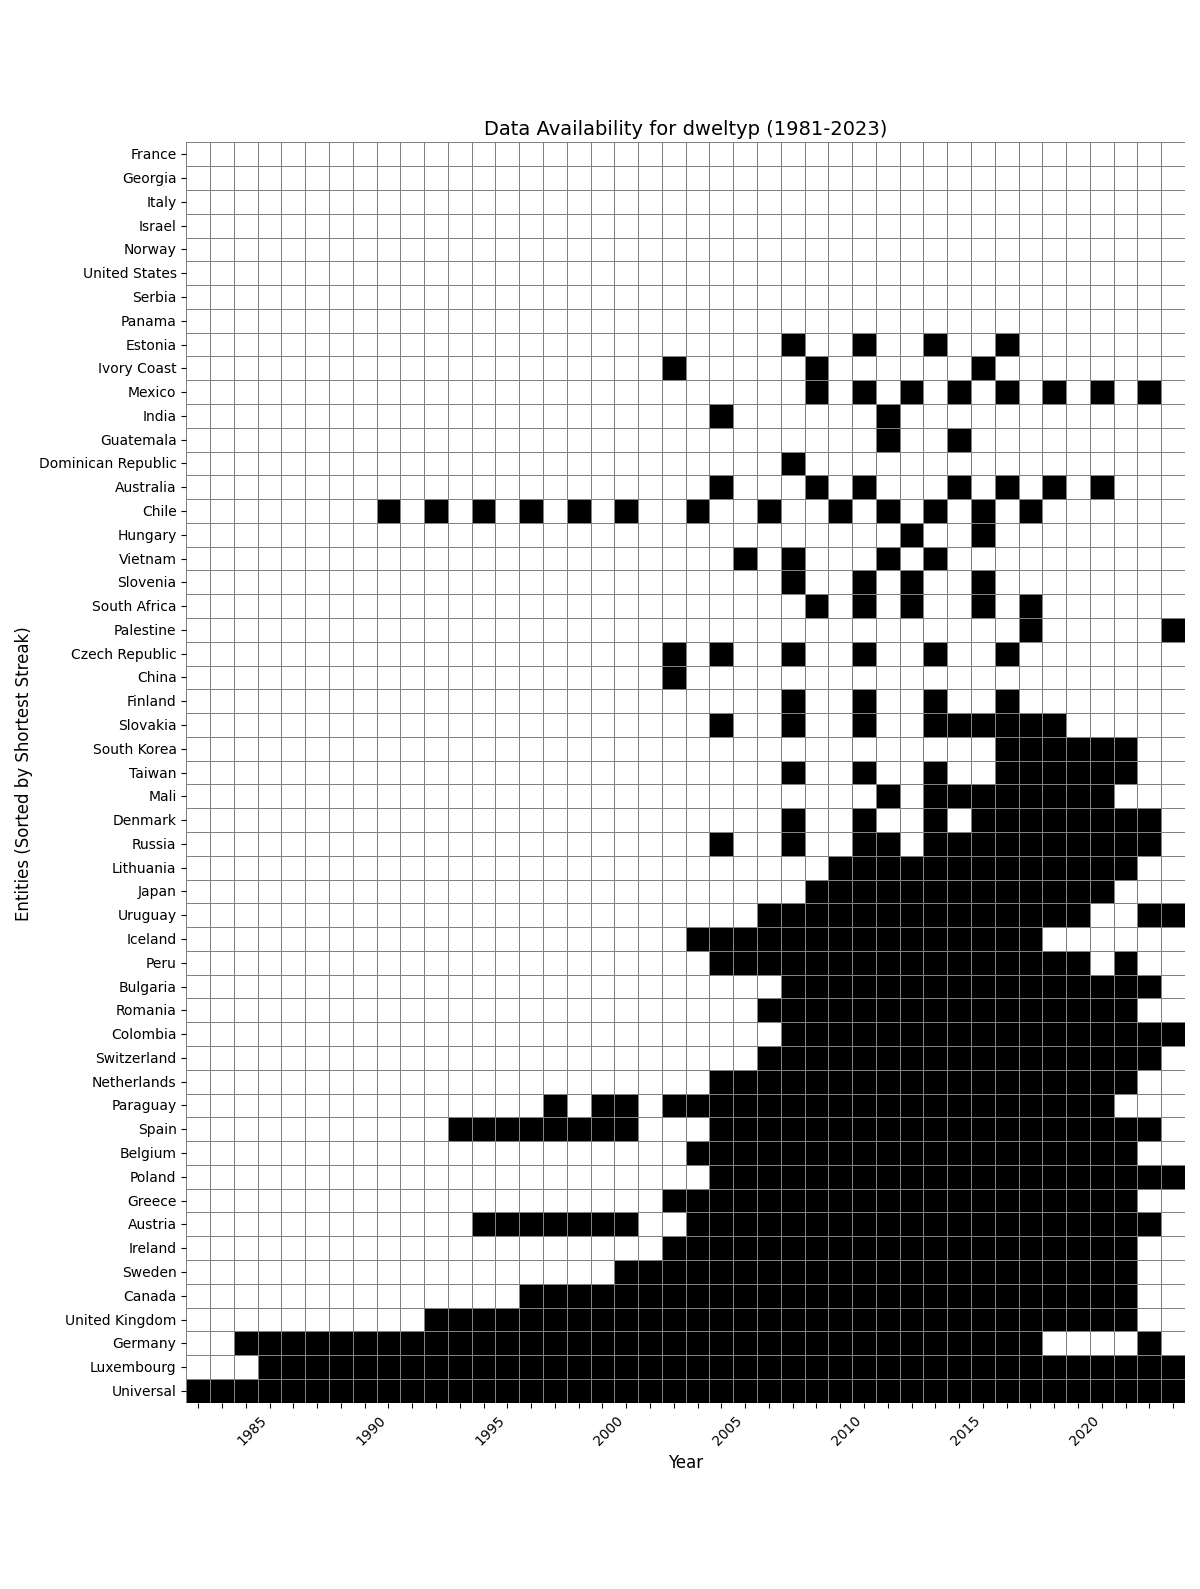 Data Availability for dweltyp (1981-2023)
France
Georgia
Italy
Israel
Norway
United States
Serbia
Panama
Estonia
Ivory Coast
Mexico
India
Guatemala
Dominican Republic
Australia
Chile
Hungary
Vietnam
Slovenia
South Africa
Palestine
Czech Republic
China
Finland
Slovakia
South Korea
Taiwan
Mali
Denmark
Russia
Lithuania
Japan
Uruguay
Iceland
Peru
Bulgaria
Romania
Colombia
Switzerland
Netherlands
Paraguay
Spain
Belgium
Poland
Greece
Austria
Ireland
Sweden
Canada
United Kingdom
Germany
Luxembourg
Universal
Entities (Sorted by Shortest Streak)
1985
1990
1995
2000
2005
2010
2015
2020
Year